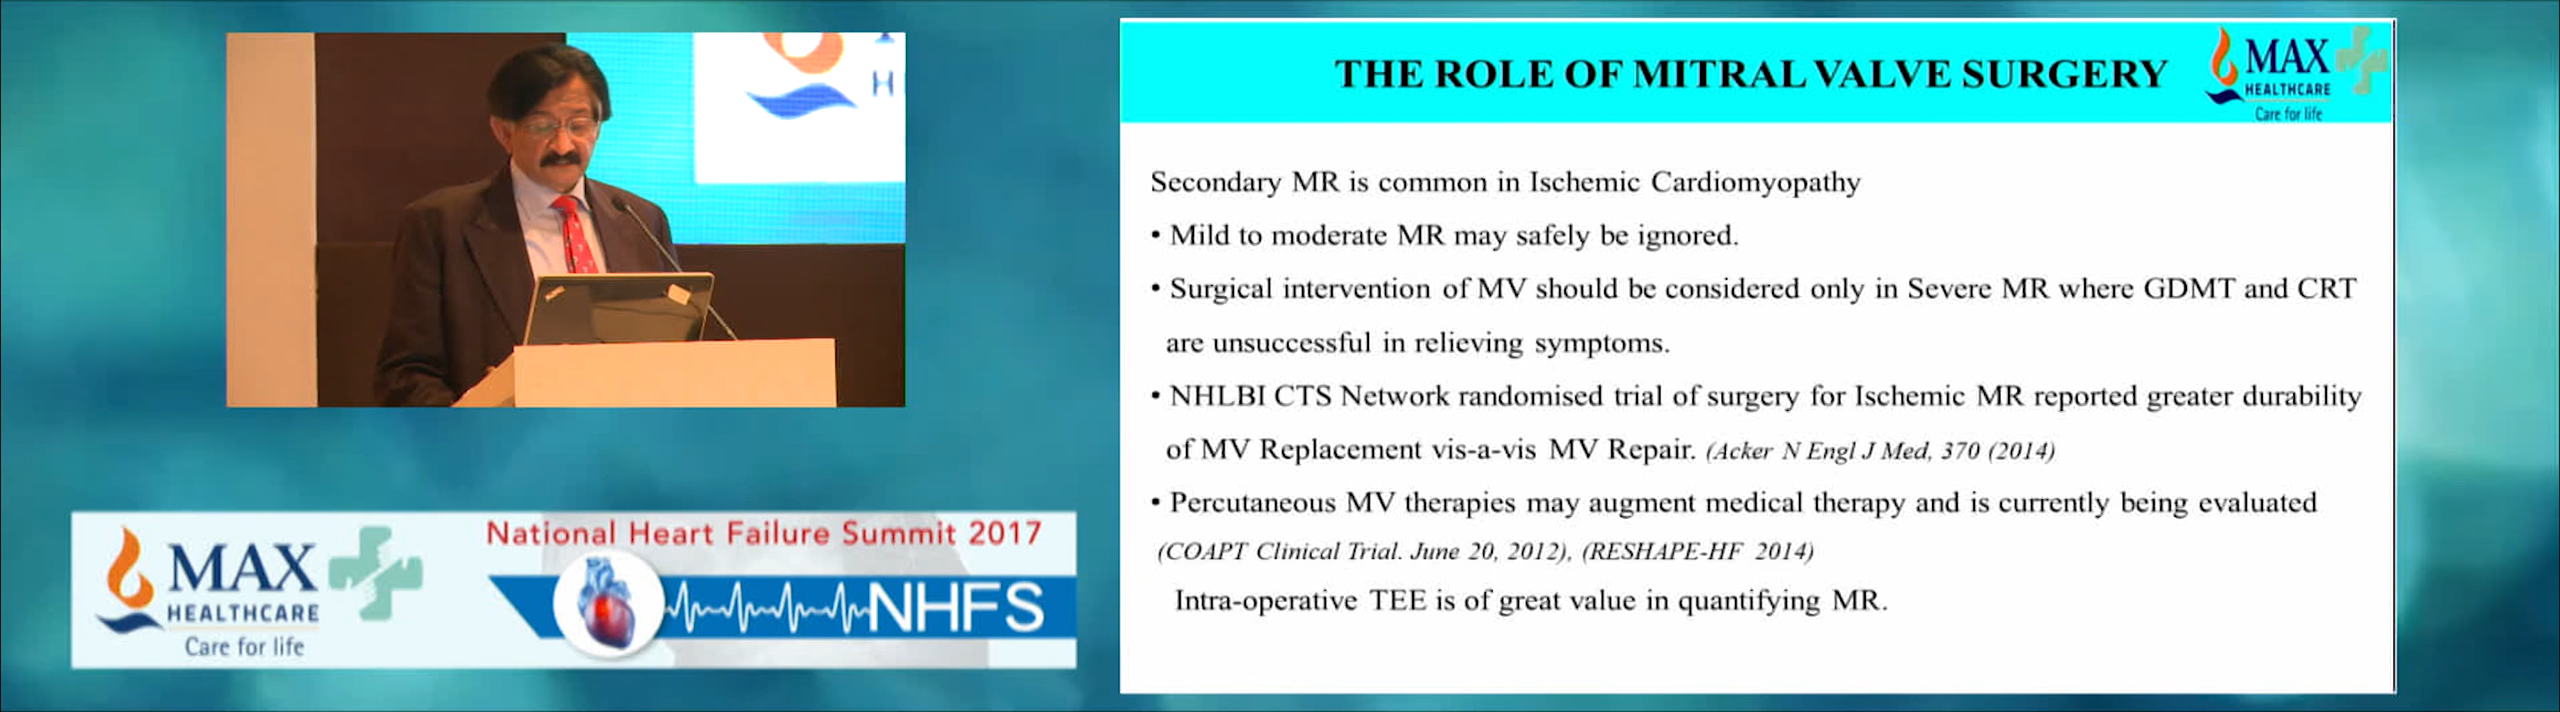 H
MAX
HEALTHCARE
Care for life
National Heart Failure Summit 2017
NHFS
THE ROLE OF MITRAL VALVE SURGERY
MAX
HEALTHCARE
Care for life
Secondary MR is common in Ischemic Cardiomyopathy
• Mild to moderate MR may safely be ignored.
• Surgical intervention of MV should be considered only in Severe MR where GDMT and CRT
are unsuccessful in relieving symptoms.
• NHLBI CTS Network randomised trial of surgery for Ischemic MR reported greater durability
of MV Replacement vis-a-vis MV Repair. (Acker N Engl J Med, 370 (2014)
• Percutaneous MV therapies may augment medical therapy and is currently being evaluated
(COAPT Clinical Trial. June 20, 2012), (RESHAPE-HF 2014)
Intra-operative TEE is of great value in quantifying MR.